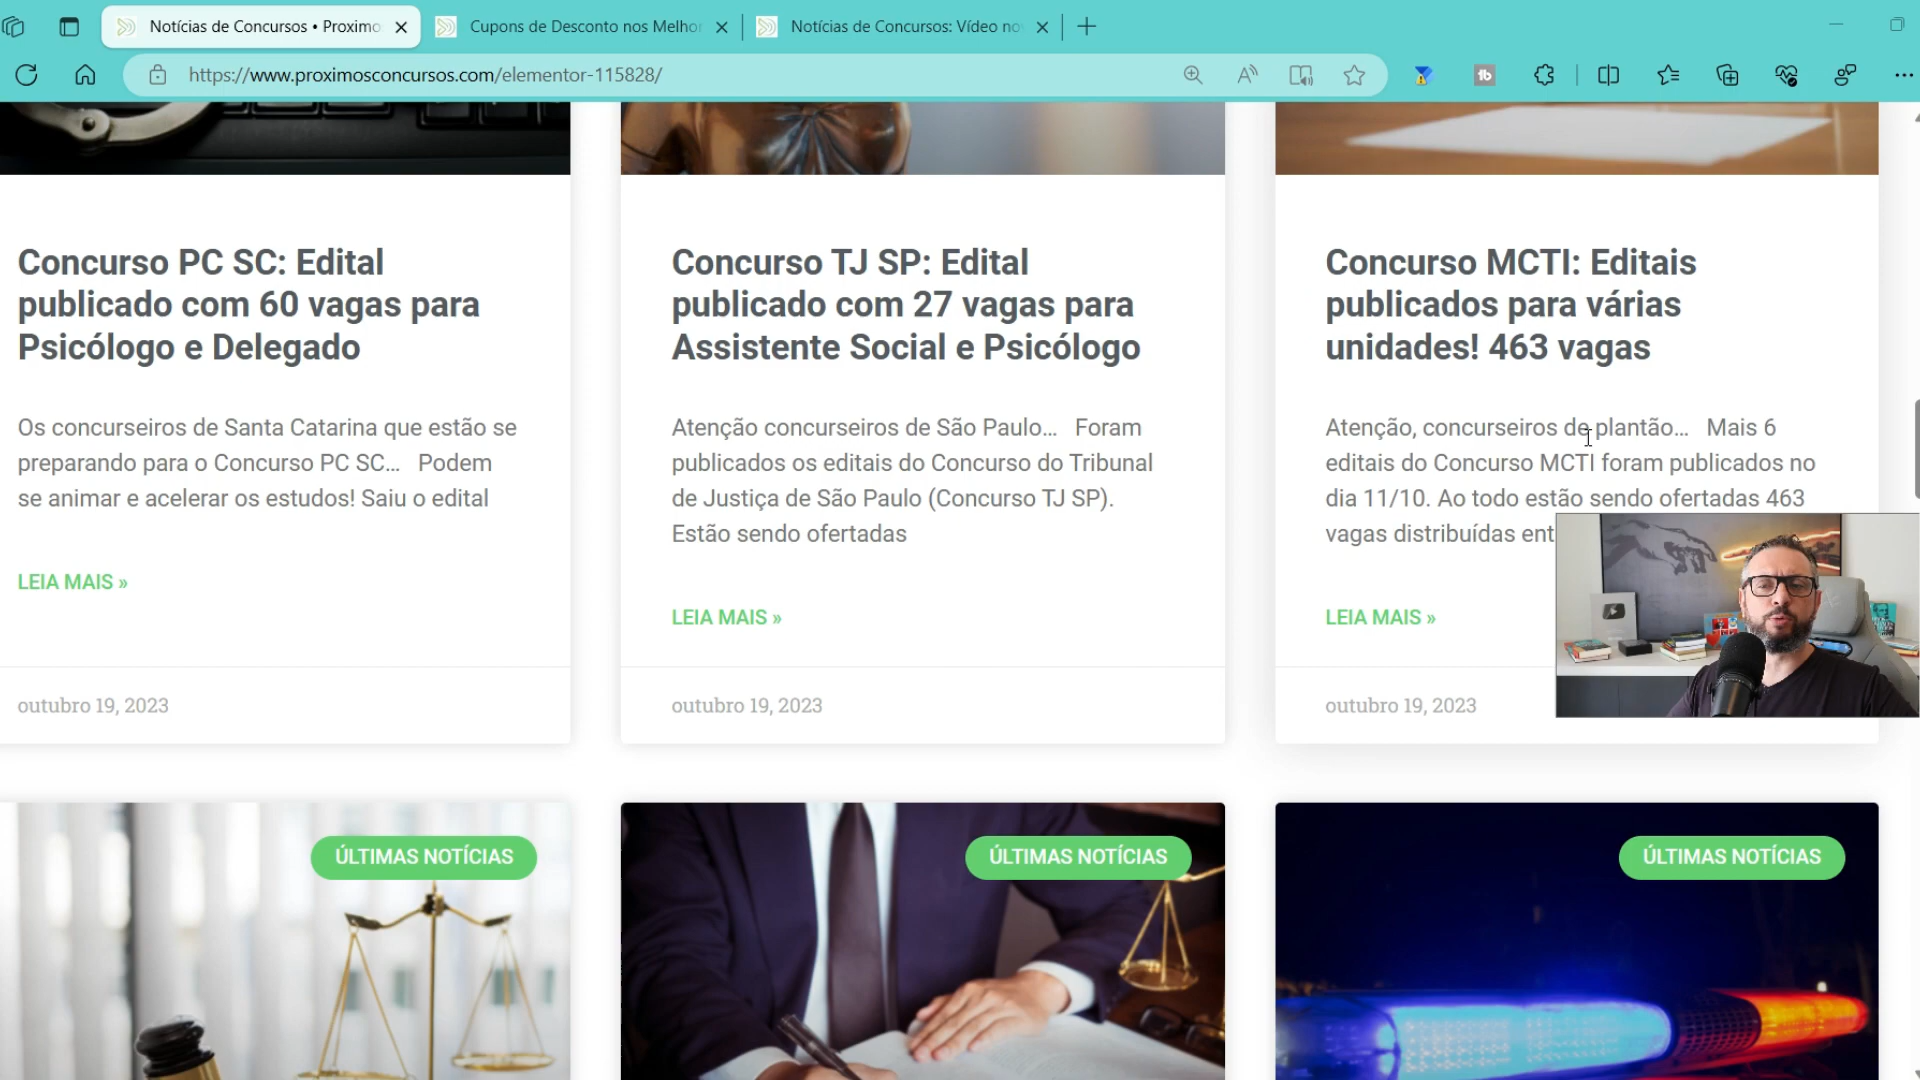 Notícias de Concursos • Proximo
Cupons de Desconto nos Melhor
Notícias de Concursos: Vídeo no
https://www.proximosconcursos.com/elementor-115828/
Concurso PC SC: Edital
publicado com 60 vagas para
Psicólogo e Delegado
Os concurseiros de Santa Catarina que estão se
preparando para o Concurso PC SC... Podem
se animar e acelerar os estudos! Saiu o edital
LEIA MAIS »
outubro 19, 2023
Concurso TJ SP: Edital
publicado com 27 vagas para
Assistente Social e Psicólogo
Atenção concurseiros de São Paulo... Foram
publicados os editais do Concurso do Tribunal
de Justiça de São Paulo (Concurso TJ SP).
Estão sendo ofertadas
LEIA MAIS »
outubro 19, 2023
Concurso MCTI: Editais
publicados para várias
unidades! 463 vagas
Atenção, concurseiros de plantão... Mais 6
editais do Concurso MCTI foram publicados no
dia 11/10. Ao todo estão sendo ofertadas 463
vagas distribuídas ent
LEIA MAIS »
outubro 19, 2023
ÚLTIMAS NOTÍCIAS
ÚLTIMAS NOTÍCIAS
ÚLTIMAS NOTÍCIAS